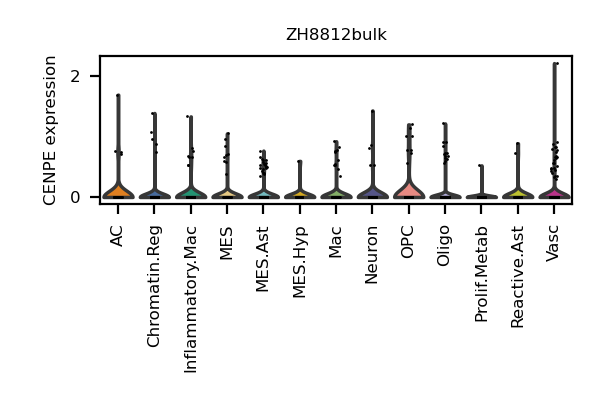 ZH8812bulk
CENPE expression
2
0
AC
Chromatin.Reg
Inflammatory.Mac
MES
MES.Ast
MES.Hyp
Mac
Neuron
OPC
Oligo
Prolif.Metab
Reactive.Ast
Vasc